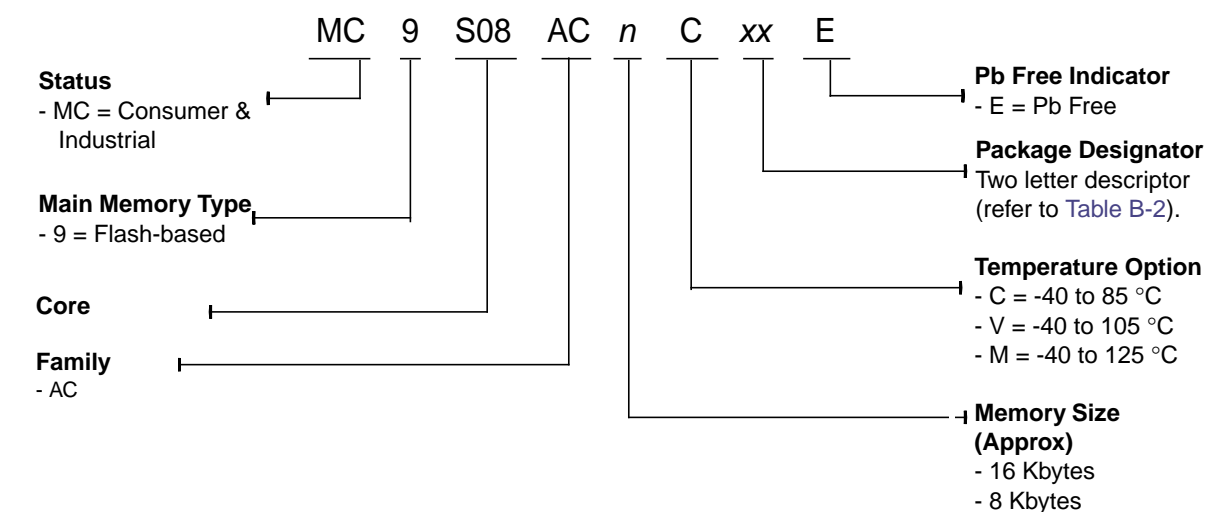 MC 9 S08 AC n C xx E
Status
- MC = Consumer &
Industrial
Main Memory Type
- 9 = Flash-based
Core
Family
- AC
Pb Free Indicator
- E = Pb Free
Package Designator
Two letter descriptor
(refer to Table B-2).
Temperature Option
- C = -40 to 85 °C
- V = -40 to 105 °C
- M = -40 to 125 °C
Memory Size
(Approx)
- 16 Kbytes
- 8 Kbytes